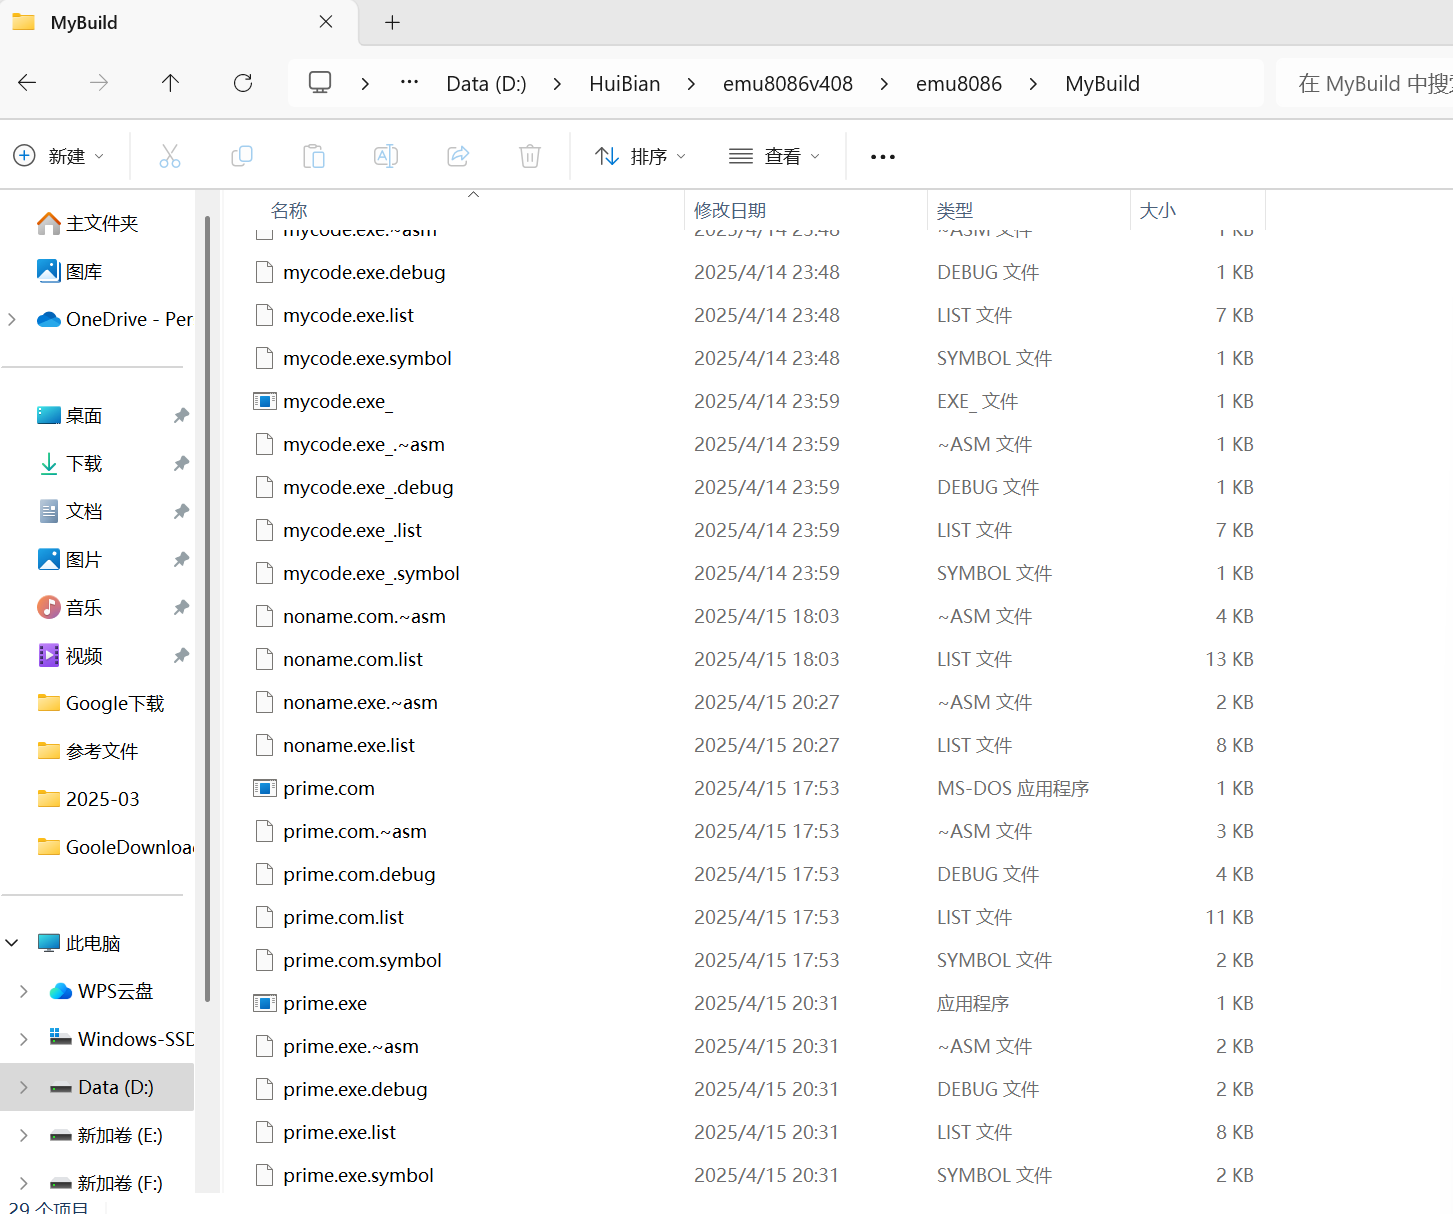 MyBuild
Data (D:) HuiBian emu8086v408 emu8086 MyBuild 在 MyBuild 中搜索
新建 排序 查看
主文件夹
图库
OneDrive - Per
桌面
下载
文档
图片
音乐
视频
Google下载
参考文件
2025-03
GooleDownloa
此电脑
WPS云盘
Windows-SSD
Data (D:)
新加卷 (E:)
新加卷 (F:)
名称 修改日期 类型 大小
mycode.exe.~asm 2025/4/14 23:48 ~ASM 文件 1 KB
mycode.exe.debug 2025/4/14 23:48 DEBUG 文件 1 KB
mycode.exe.list 2025/4/14 23:48 LIST 文件 7 KB
mycode.exe.symbol 2025/4/14 23:48 SYMBOL 文件 1 KB
mycode.exe_ 2025/4/14 23:59 EXE_ 文件 1 KB
mycode.exe_.~asm 2025/4/14 23:59 ~ASM 文件 1 KB
mycode.exe_.debug 2025/4/14 23:59 DEBUG 文件 1 KB
mycode.exe_.list 2025/4/14 23:59 LIST 文件 7 KB
mycode.exe_.symbol 2025/4/14 23:59 SYMBOL 文件 1 KB
noname.com.~asm 2025/4/15 18:03 ~ASM 文件 4 KB
noname.com.list 2025/4/15 18:03 LIST 文件 13 KB
noname.exe.~asm 2025/4/15 20:27 ~ASM 文件 2 KB
noname.exe.list 2025/4/15 20:27 LIST 文件 8 KB
prime.com 2025/4/15 17:53 MS-DOS 应用程序 1 KB
prime.com.~asm 2025/4/15 17:53 ~ASM 文件 3 KB
prime.com.debug 2025/4/15 17:53 DEBUG 文件 4 KB
prime.com.list 2025/4/15 17:53 LIST 文件 11 KB
prime.com.symbol 2025/4/15 17:53 SYMBOL 文件 2 KB
prime.exe 2025/4/15 20:31 应用程序 1 KB
prime.exe.~asm 2025/4/15 20:31 ~ASM 文件 2 KB
prime.exe.debug 2025/4/15 20:31 DEBUG 文件 2 KB
prime.exe.list 2025/4/15 20:31 LIST 文件 8 KB
prime.exe.symbol 2025/4/15 20:31 SYMBOL 文件 2 KB
29 个项目